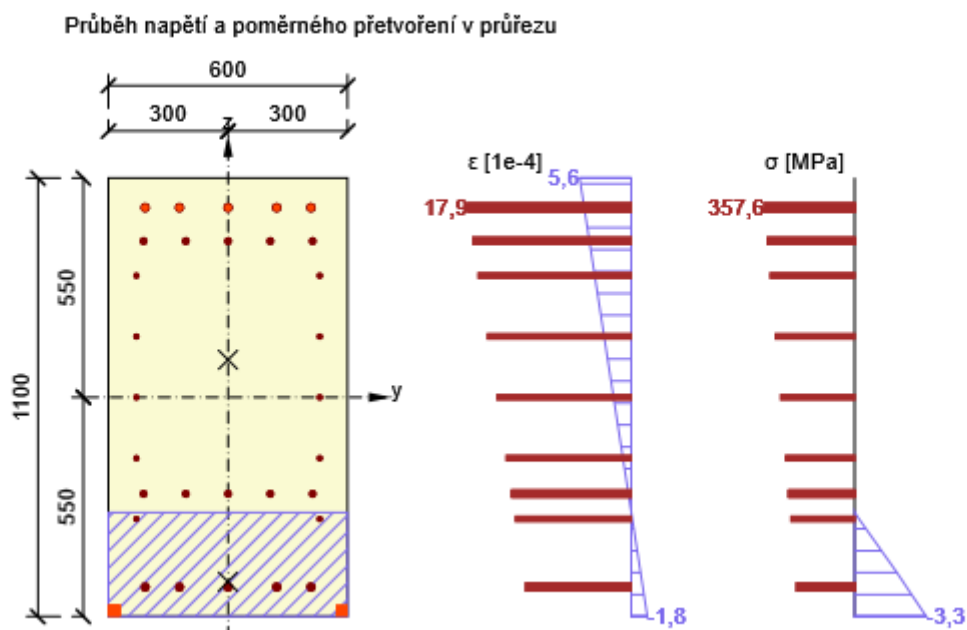 Průběh napětí a poměrného přetvoření v průřezu
600
300 300
z
ε [1e-4] σ [MPa]
5,6
17,9 357,6
550
1100
y
550
-1,8 -3,3